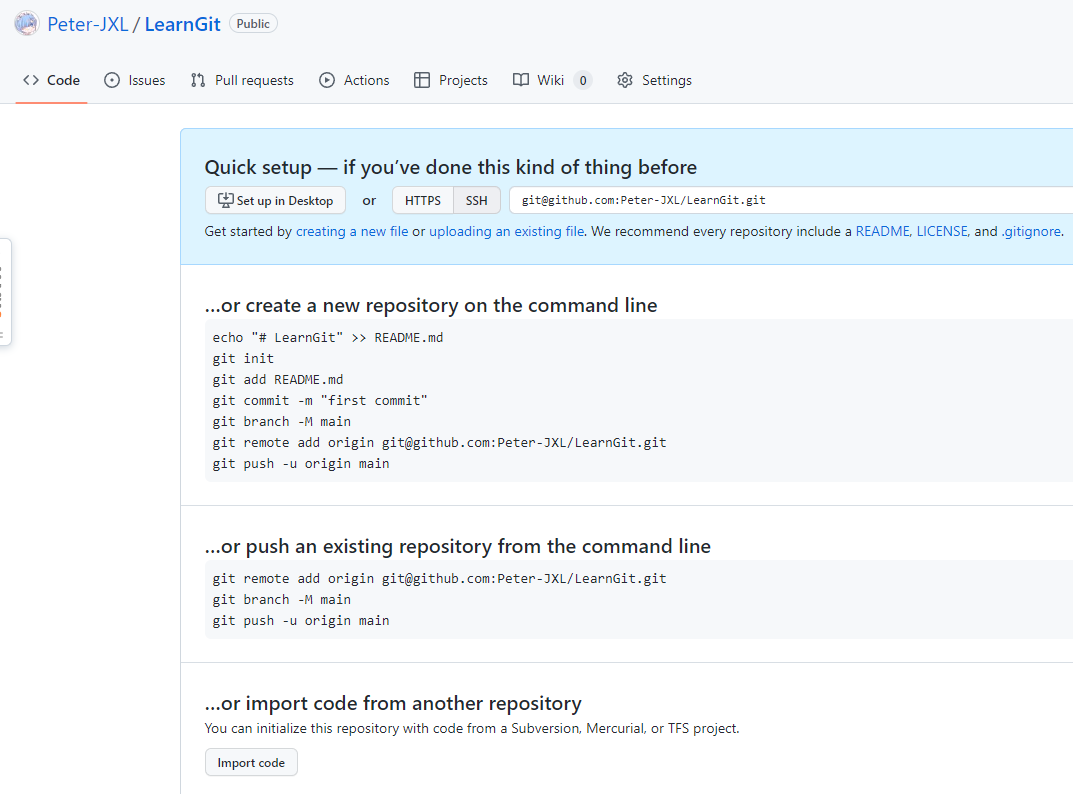 Peter-JXL / LearnGit Public
Code Issues Pull requests Actions Projects Wiki 0 Settings
Quick setup — if you’ve done this kind of thing before
Set up in Desktop or HTTPS SSH git@github.com:Peter-JXL/LearnGit.git
Get started by creating a new file or uploading an existing file. We recommend every repository include a README, LICENSE, and .gitignore.
…or create a new repository on the command line
echo "# LearnGit" >> README.md
git init
git add README.md
git commit -m "first commit"
git branch -M main
git remote add origin git@github.com:Peter-JXL/LearnGit.git
git push -u origin main
…or push an existing repository from the command line
git remote add origin git@github.com:Peter-JXL/LearnGit.git
git branch -M main
git push -u origin main
…or import code from another repository
You can initialize this repository with code from a Subversion, Mercurial, or TFS project.
Import code